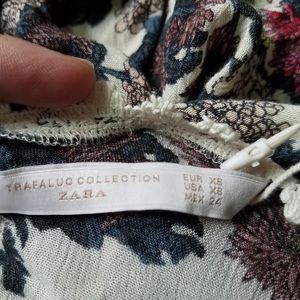 TRAFALUC COLLECTION
ZARA
EUR XS
USA XS
MEX 24